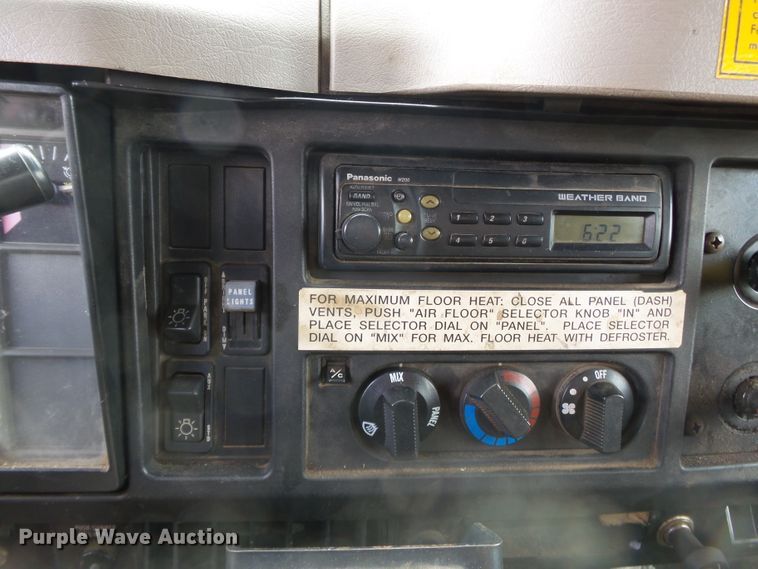 Panasonic
WEATHER BAND
BAND
1 2 3
4 5 6
6:22
PANEL
LIGHTS
FOR MAXIMUM FLOOR HEAT: CLOSE ALL PANEL (DASH)
VENTS, PUSH "AIR FLOOR" SELECTOR KNOB "IN" AND
PLACE SELECTOR DIAL ON "PANEL". PLACE SELECTOR
DIAL ON "MIX" FOR MAX. FLOOR HEAT WITH DEFROSTER.
A/C
MIX
PANEL
OFF
Purple Wave Auction